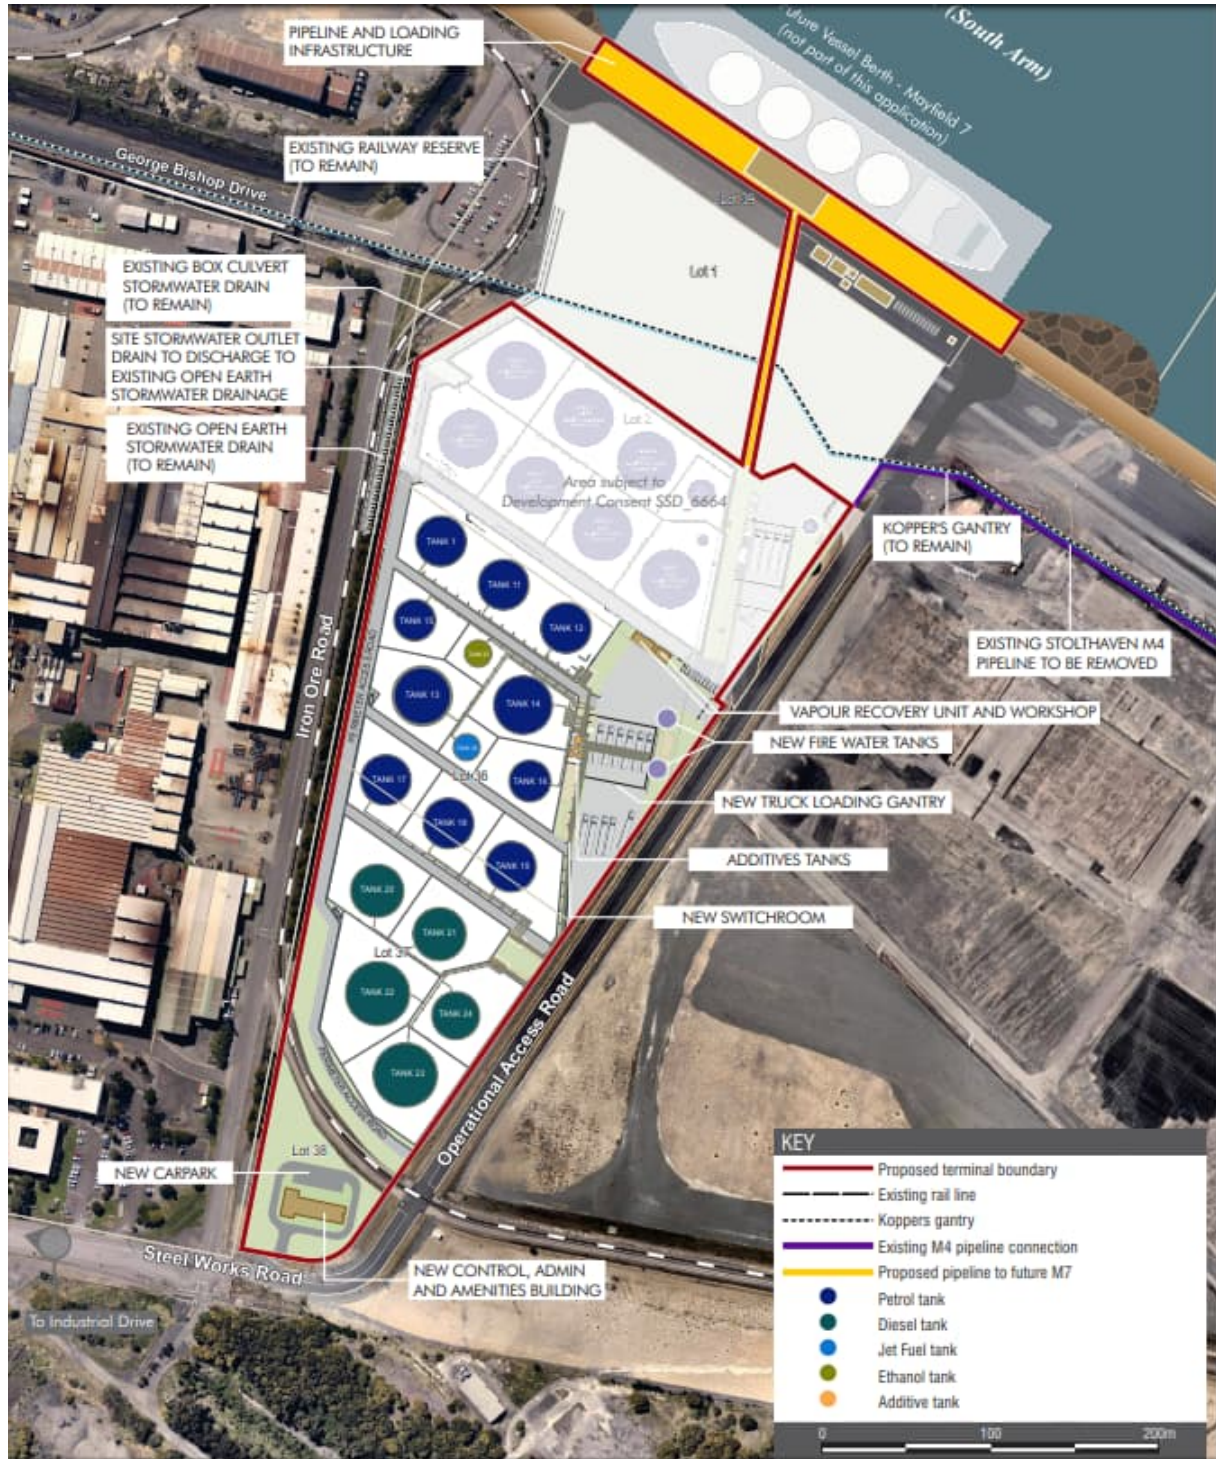 (South Arm)
Future Vessel Berth - Mayfield 7
(not part of this application)
PIPELINE AND LOADING
INFRASTRUCTURE
EXISTING RAILWAY RESERVE
(TO REMAIN)
George Bishop Drive
Lot 39
Lot 1
EXISTING BOX CULVERT
STORMWATER DRAIN
(TO REMAIN)
SITE STORMWATER OUTLET
DRAIN TO DISCHARGE TO
EXISTING OPEN EARTH
STORMWATER DRAINAGE
EXISTING OPEN EARTH
STORMWATER DRAIN
(TO REMAIN)
Lot 2
Area subject to
Development Consent SSD_6664
KOPPER'S GANTRY
(TO REMAIN)
EXISTING STOLTHAVEN M4
PIPELINE TO BE REMOVED
TANK 1
TANK 11
TANK 12
TANK 15
TANK 13
TANK 14
Lot 36
TANK 16
TANK 17
TANK 18
TANK 19
VAPOUR RECOVERY UNIT AND WORKSHOP
NEW FIRE WATER TANKS
NEW TRUCK LOADING GANTRY
ADDITIVES TANKS
NEW SWITCHROOM
Iron Ore Road
TANK 20
TANK 21
Lot 37
TANK 22
TANK 24
TANK 23
Operational Access Road
Lot 38
NEW CARPARK
Steel Works Road
NEW CONTROL, ADMIN
AND AMENITIES BUILDING
To Industrial Drive
KEY
Proposed terminal boundary
Existing rail line
Koppers gantry
Existing M4 pipeline connection
Proposed pipeline to future M7
Petrol tank
Diesel tank
Jet Fuel tank
Ethanol tank
Additive tank
0 100 200m